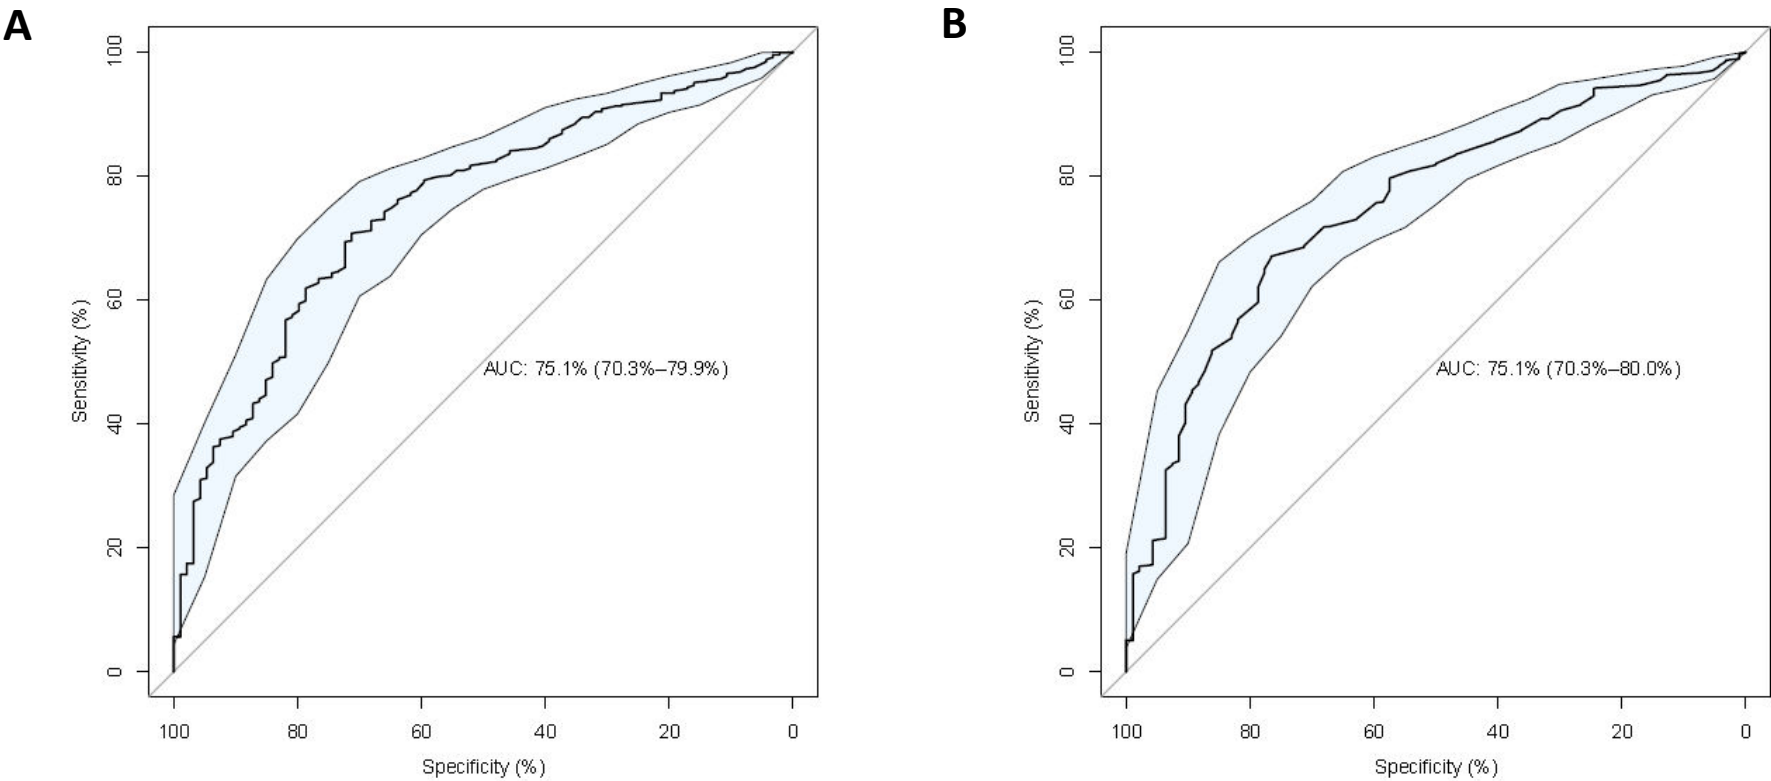 A
B
100
80
60
40
20
0
Sensitivity (%)
AUC: 75.1% (70.3%–79.9%)
100 80 60 40 20 0
Specificity (%)
100
80
60
40
20
0
Sensitivity (%)
AUC: 75.1% (70.3%–80.0%)
100 80 60 40 20 0
Specificity (%)